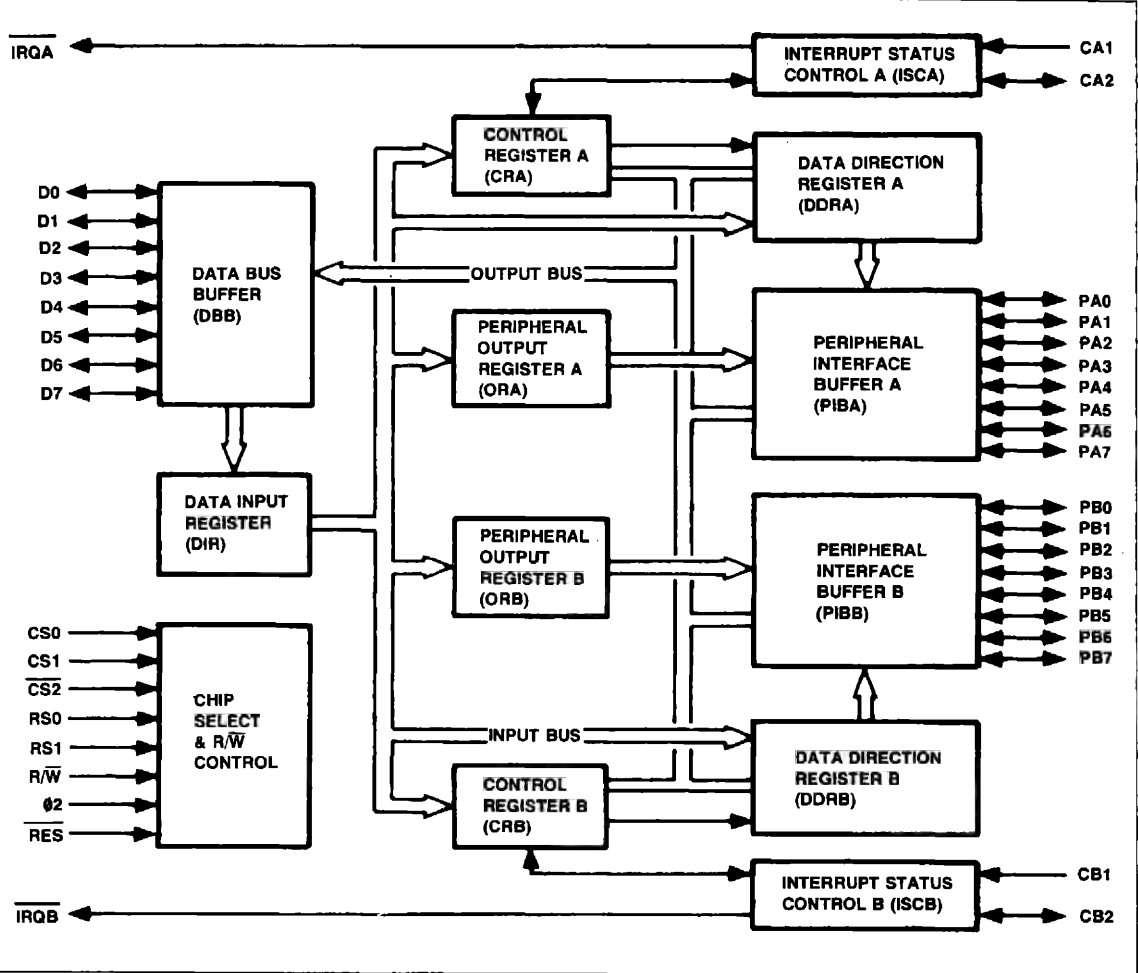 IRQA
INTERRUPT STATUS
CONTROL A (ISCA)
CA1
CA2
CONTROL
REGISTER A
(CRA)
DATA DIRECTION
REGISTER A
(DDRA)
D0
D1
D2
D3
D4
D5
D6
D7
DATA BUS
BUFFER
(DBB)
OUTPUT BUS
PERIPHERAL
OUTPUT
REGISTER A
(ORA)
PERIPHERAL
INTERFACE
BUFFER A
(PIBA)
PA0
PA1
PA2
PA3
PA4
PA5
PA6
PA7
DATA INPUT
REGISTER
(DIR)
PERIPHERAL
OUTPUT
REGISTER B
(ORB)
PERIPHERAL
INTERFACE
BUFFER B
(PIBB)
PB0
PB1
PB2
PB3
PB4
PB5
PB6
PB7
CS0
CS1
CS2
RS0
RS1
R/W
ϕ2
RES
CHIP
SELECT
& R/W
CONTROL
INPUT BUS
CONTROL
REGISTER B
(CRB)
DATA DIRECTION
REGISTER B
(DDRB)
INTERRUPT STATUS
CONTROL B (ISCB)
CB1
CB2
IRQB